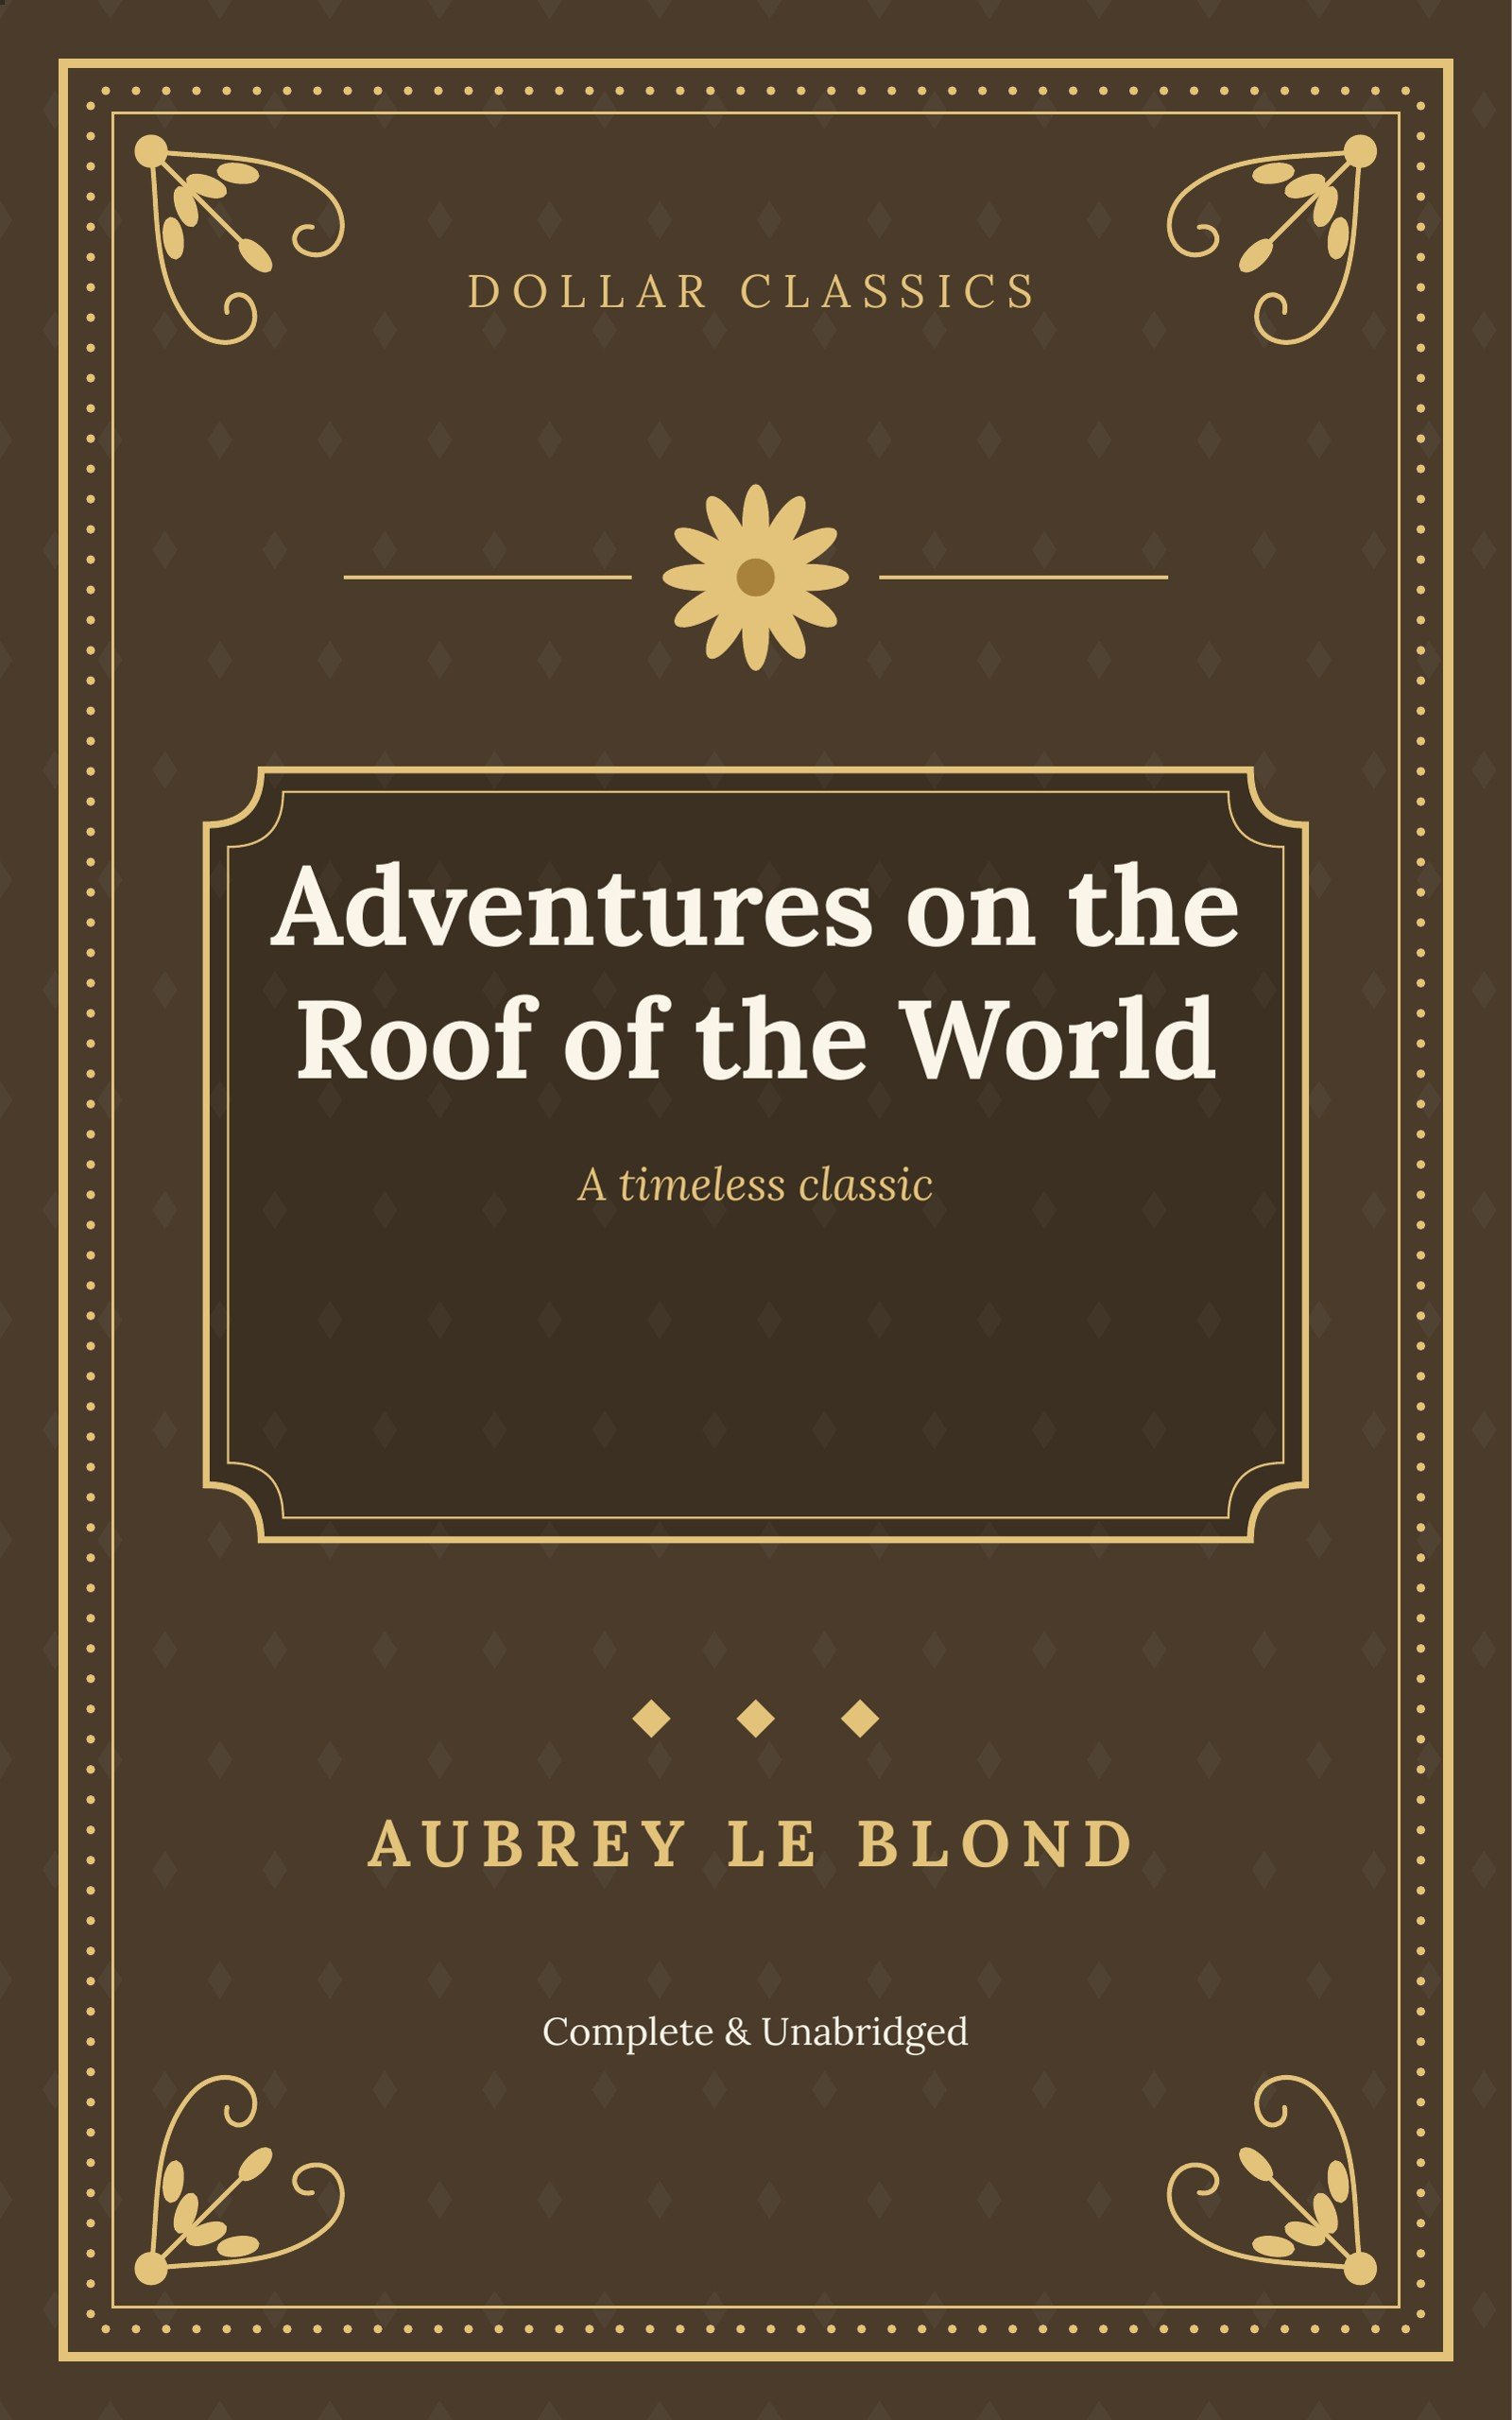 DOLLAR CLASSICS
Adventures on the
Roof of the World
A timeless classic
AUBREY LE BLOND
Complete & Unabridged